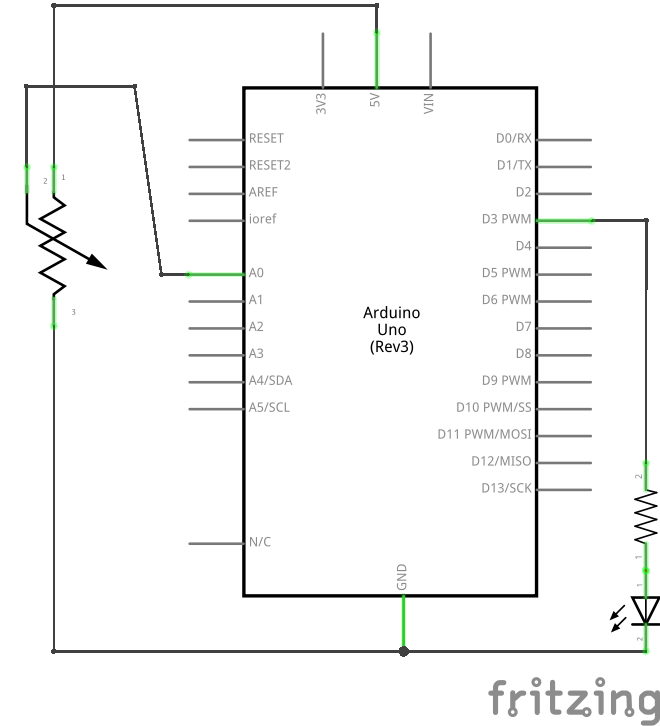 3V3
5V
VIN
RESET
D0/RX
RESET2
D1/TX
AREF
D2
ioref
D3 PWM
D4
A0
D5 PWM
A1
D6 PWM
A2
D7
A3
D8
A4/SDA
D9 PWM
A5/SCL
D10 PWM/SS
D11 PWM/MOSI
D12/MISO
D13/SCK
N/C
GND
Arduino
Uno
(Rev3)
2
1
3
2
1
1
2
fritzing